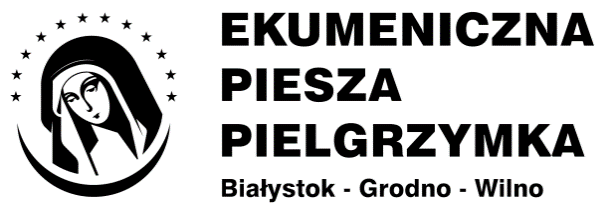 EKUMENICZNA
PIESZA
PIELGRZYMKA
Białystok - Grodno - Wilno